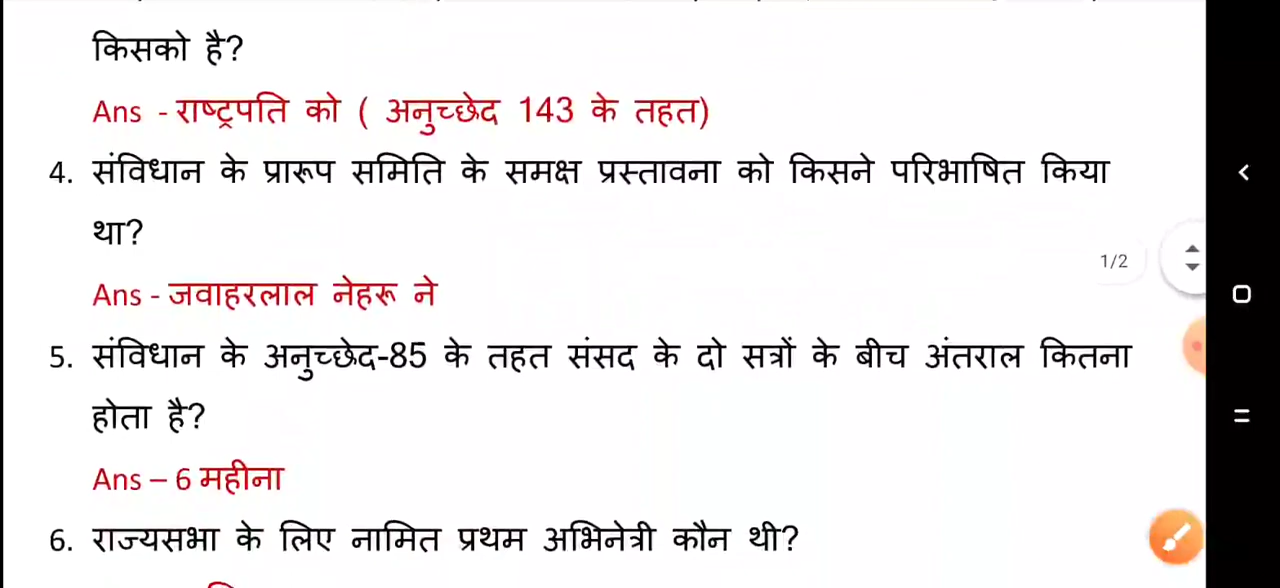 किसको है?
Ans - राष्ट्रपति को ( अनुच्छेद 143 के तहत)
4. संविधान के प्रारूप समिति के समक्ष प्रस्तावना को किसने परिभाषित किया
था?
1/2
Ans - जवाहरलाल नेहरू ने
5. संविधान के अनुच्छेद-85 के तहत संसद के दो सत्रों के बीच अंतराल कितना
होता है?
Ans – 6 महीना
6. राज्यसभा के लिए नामित प्रथम अभिनेत्री कौन थी?